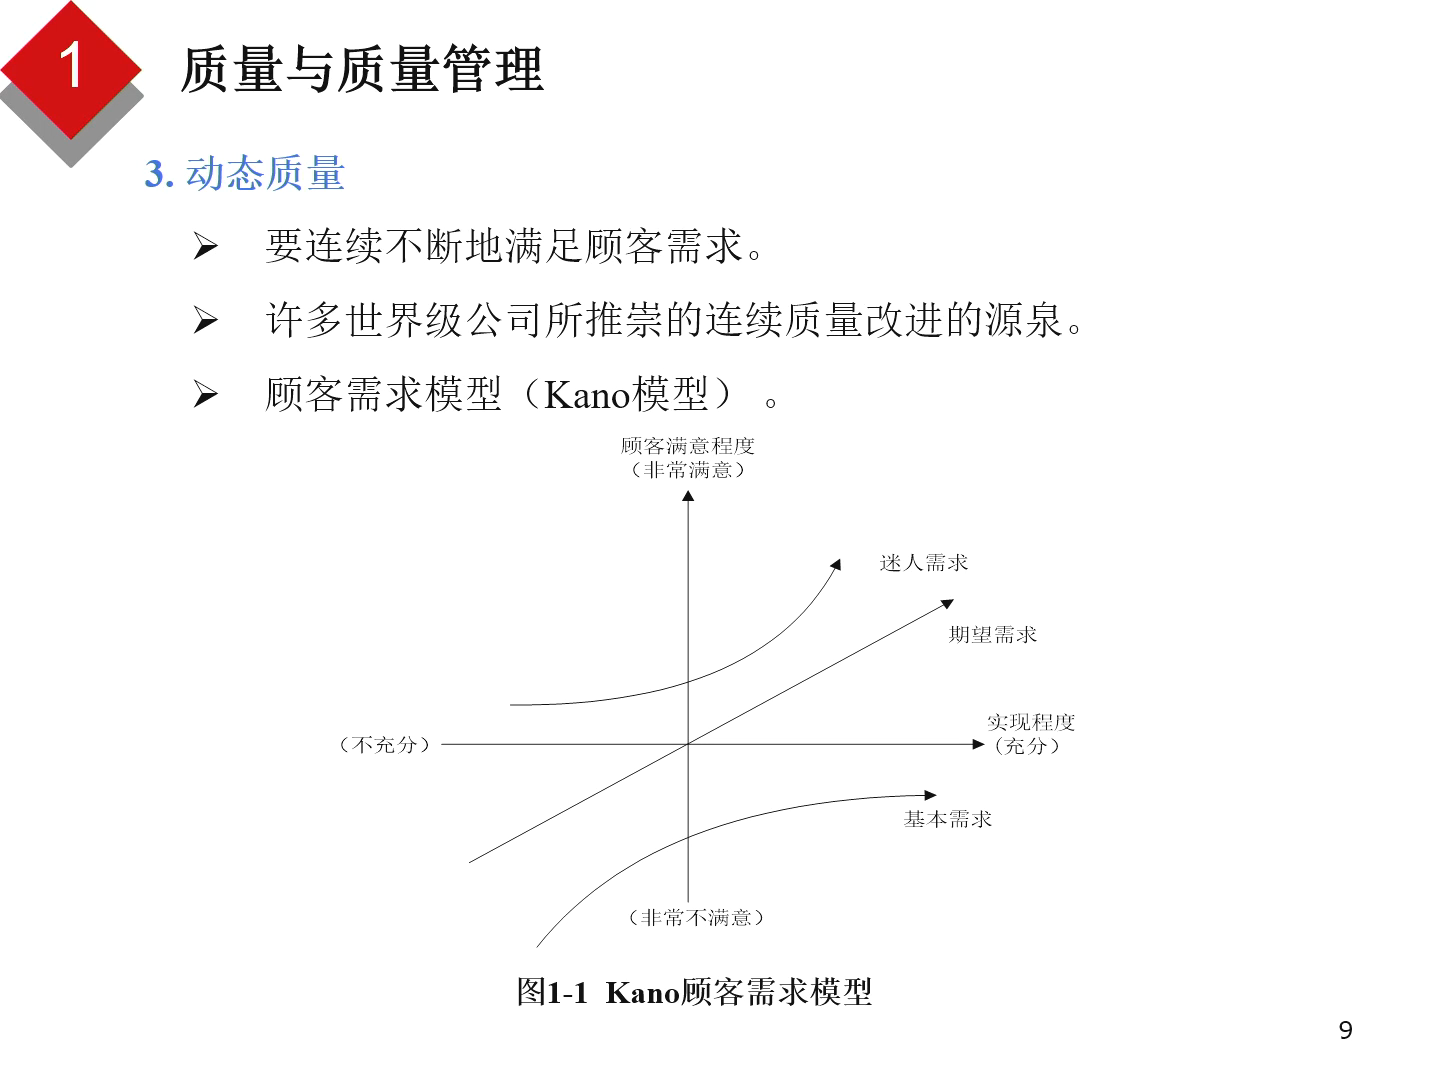 1
质量与质量管理
3. 动态质量
➢ 要连续不断地满足顾客需求。
➢ 许多世界级公司所推崇的连续质量改进的源泉。
➢ 顾客需求模型（Kano模型） 。
顾客满意程度
（非常满意）
迷人需求
期望需求
实现程度
（充分）
（不充分）
基本需求
（非常不满意）
图1-1 Kano顾客需求模型
9